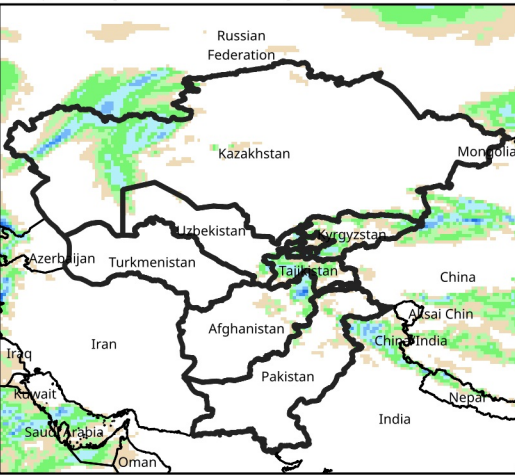 Russian
Federation
Kazakhstan
Mongolia
Uzbekistan
Kyrgyzstan
Azerbaijan
Turkmenistan
Tajikistan
China
Aksai Chin
Iran
Afghanistan
China/India
Iraq
Pakistan
Kuwait
Nepal
India
Saudi Arabia
Oman